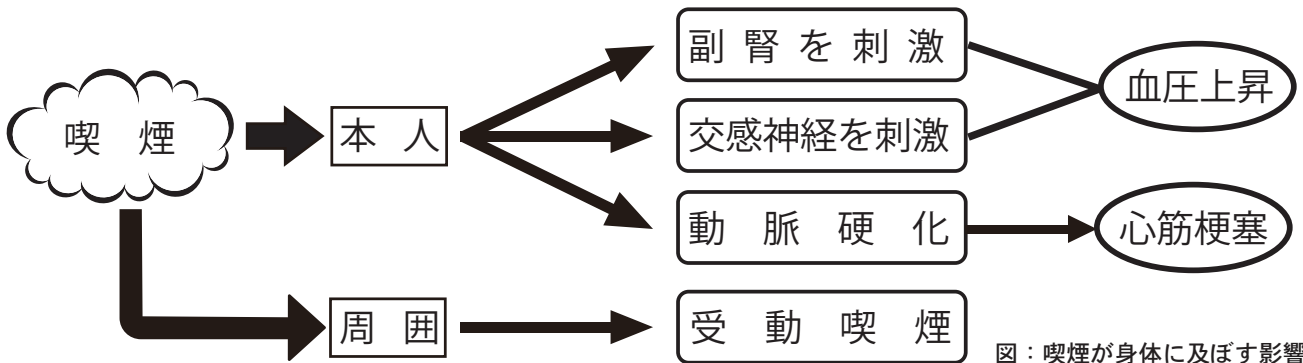 喫煙
本人
副腎を刺激
交感神経を刺激
血圧上昇
動脈硬化
心筋梗塞
周囲
受動喫煙
図：喫煙が身体に及ぼす影響